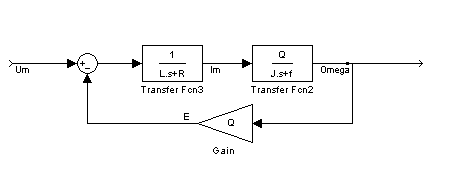 1
Q
Um
L.s+R
Im
J.s+f
Omega
Transfer Fcn3
Transfer Fcn2
E
Q
Gain